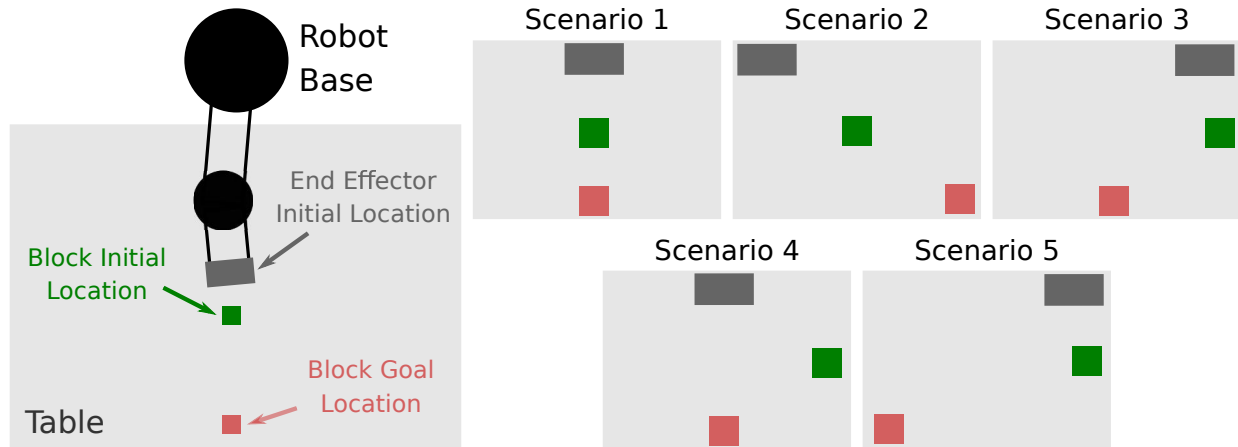 Robot
Base
End Effector
Initial Location
Block Initial
Location
Block Goal
Location
Table
Scenario 1
Scenario 2
Scenario 3
Scenario 4
Scenario 5